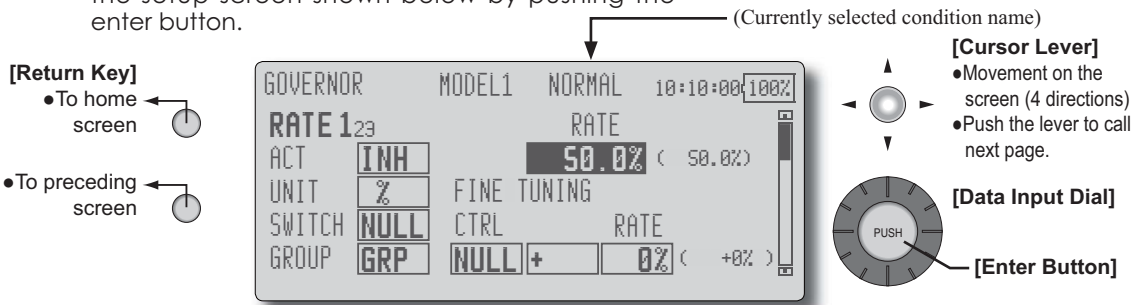 the setup screen shown below by pushing the
enter button.
(Currently selected condition name)
[Return Key]
●To home
screen
●To preceding
screen
GOVERNOR MODEL1 NORMAL 10:10:00 100%
RATE 123 RATE
ACT INH 50.0% ( 50.0%)
UNIT % FINE TUNING
SWITCH NULL CTRL RATE
GROUP GRP NULL + 0% ( +0% )
[Cursor Lever]
●Movement on the
screen (4 directions)
●Push the lever to call
next page.
[Data Input Dial]
PUSH
[Enter Button]